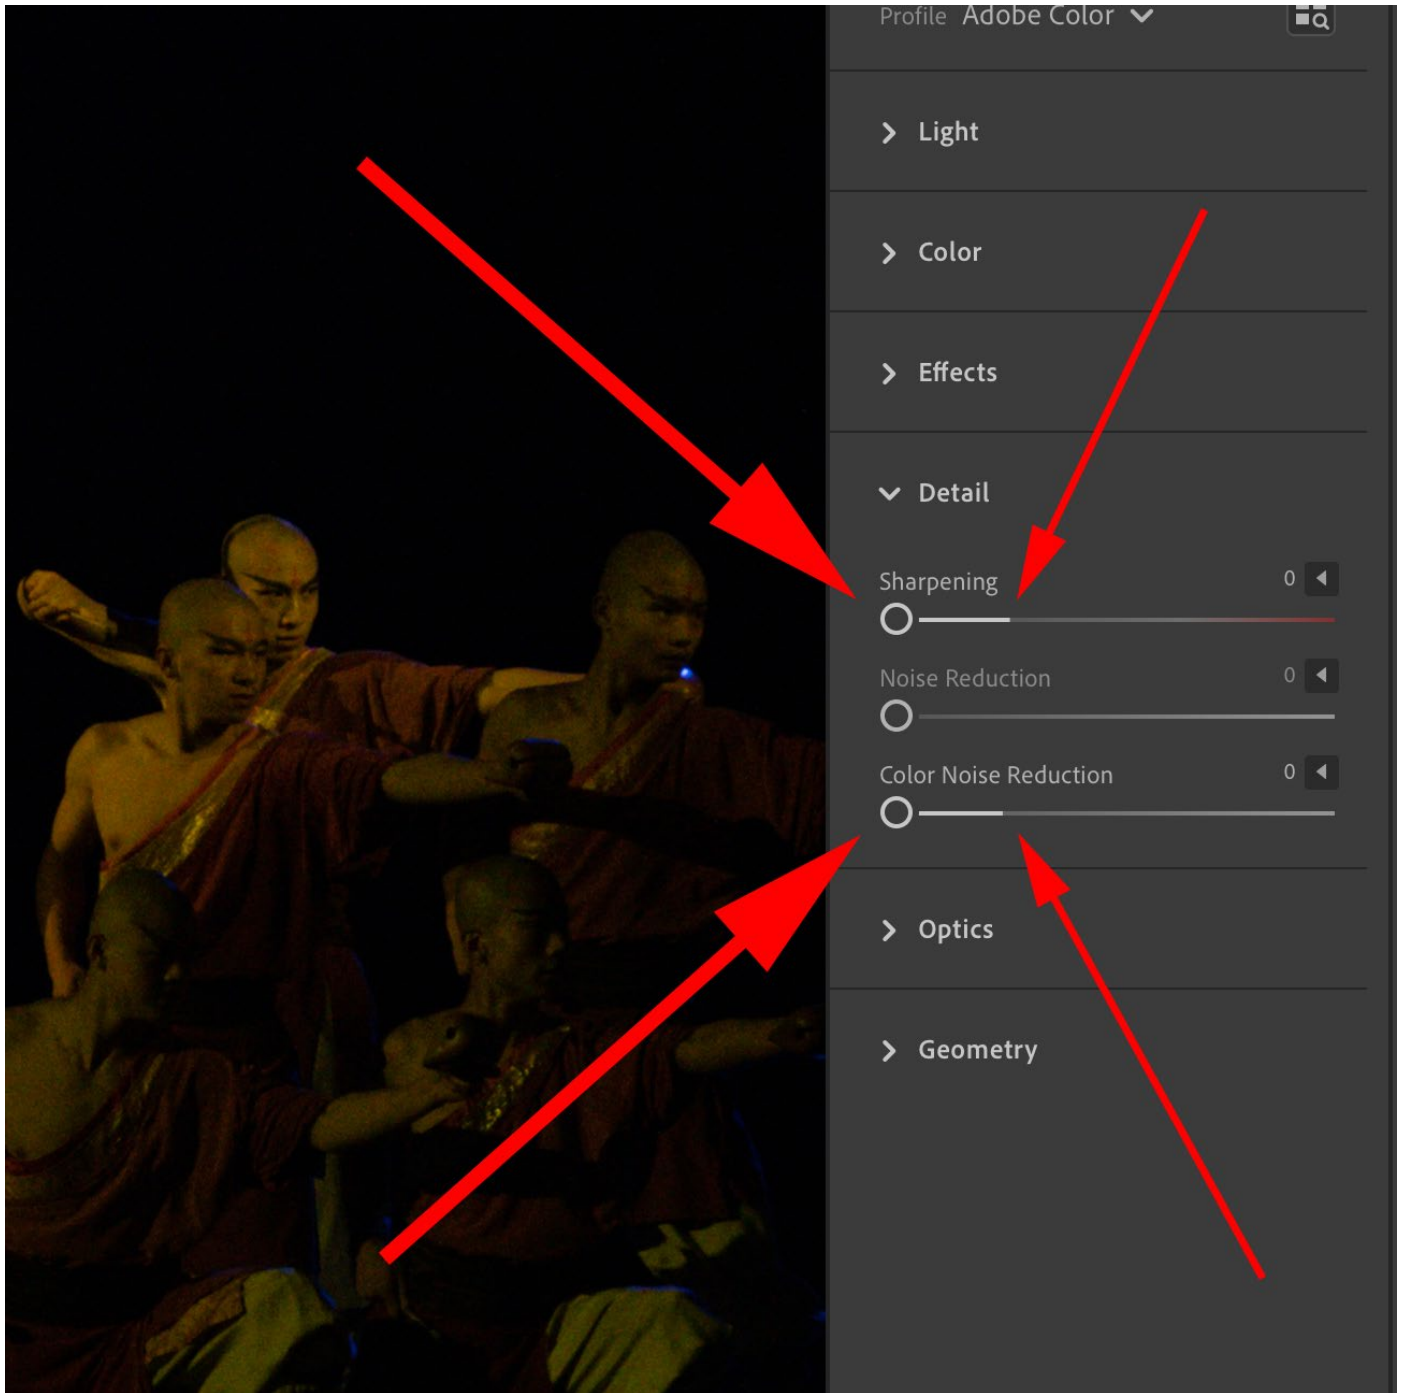 Profile Adobe Color
Light
Color
Effects
Detail
Sharpening 0
Noise Reduction 0
Color Noise Reduction 0
Optics
Geometry